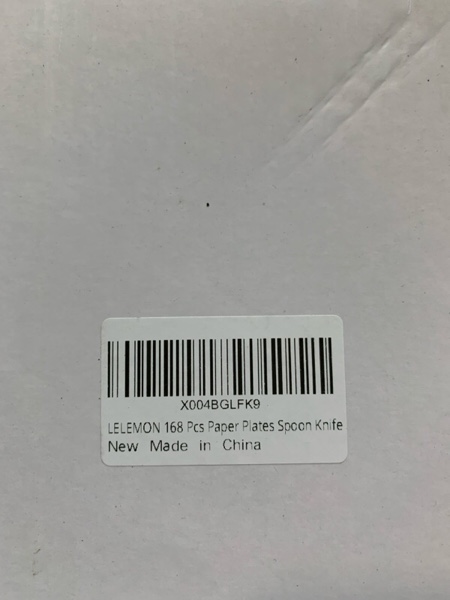 X004BGLFK9
LELEMON 168 Pcs Paper Plates Spoon Knife
New Made in China